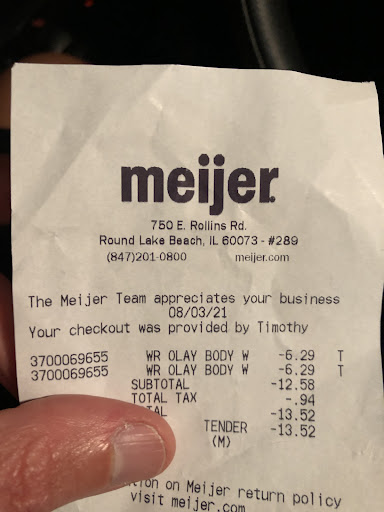 meijer
750 E. Rollins Rd.
Round Lake Beach, IL 60073 - #289
(847)201-0800 meijer.com
The Meijer Team appreciates your business
08/03/21
Your checkout was provided by Timothy
3700069655 WR OLAY BODY W -6.29 T
3700069655 WR OLAY BODY W -6.29 T
SUBTOTAL -12.58
TOTAL TAX -.94
-13.52
TENDER -13.52
(M)
on Meijer return policy
visit meijer.com